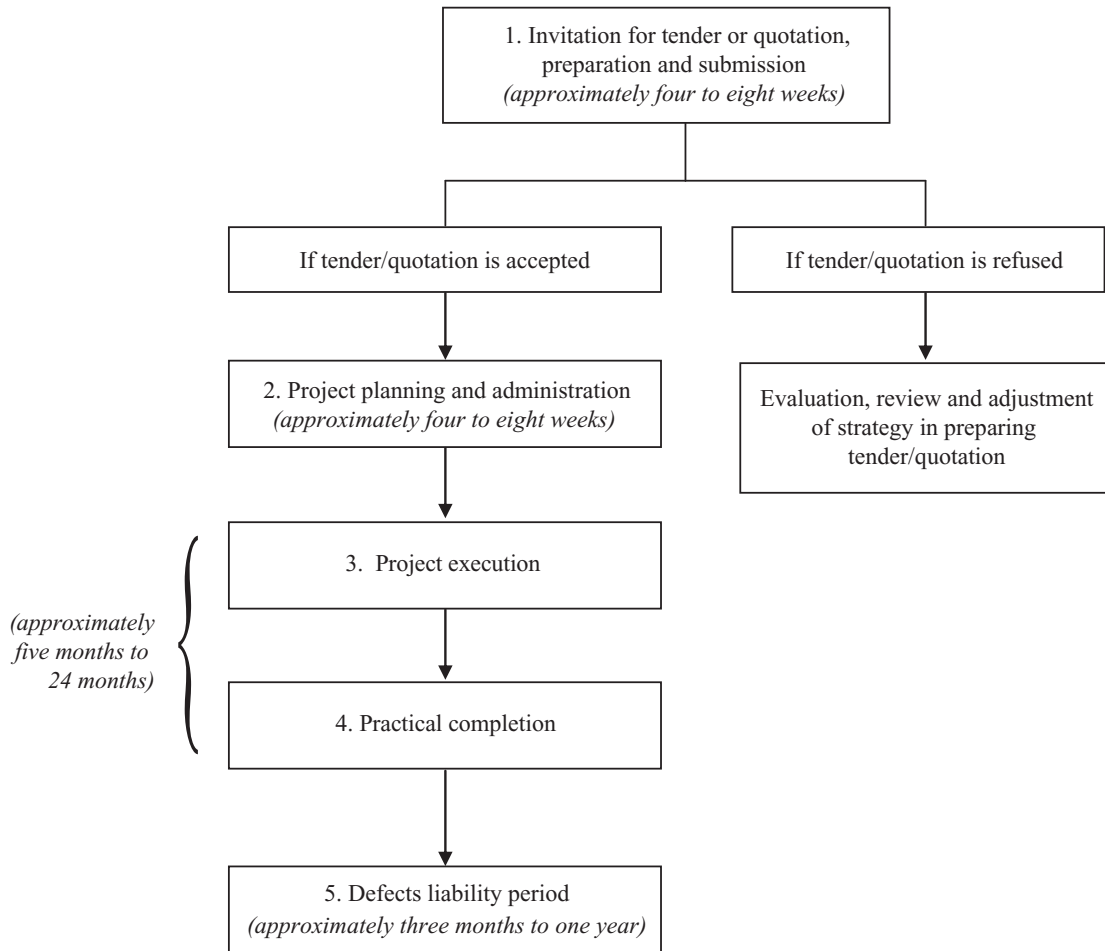 1. Invitation for tender or quotation,
preparation and submission
(approximately four to eight weeks)
If tender/quotation is accepted
If tender/quotation is refused
2. Project planning and administration
(approximately four to eight weeks)
Evaluation, review and adjustment
of strategy in preparing
tender/quotation
3. Project execution
(approximately
five months to
24 months)
4. Practical completion
5. Defects liability period
(approximately three months to one year)